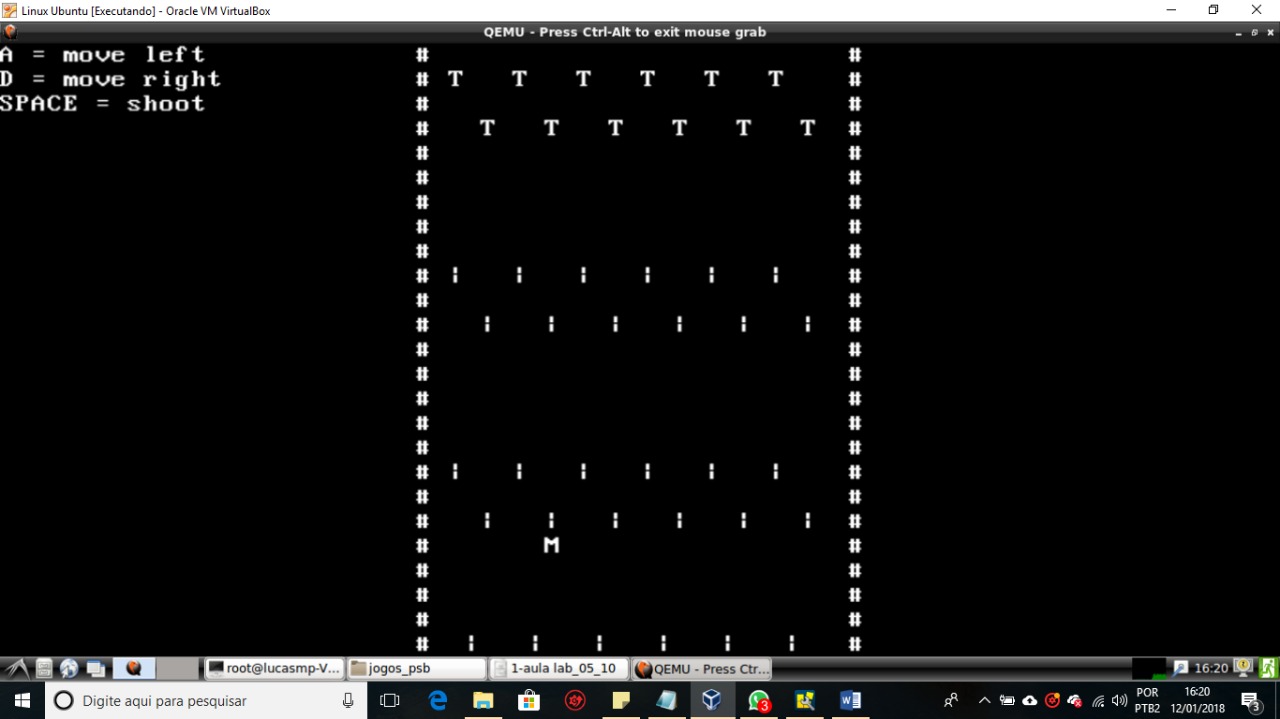 Linux Ubuntu [Executando] - Oracle VM VirtualBox
QEMU - Press Ctrl-Alt to exit mouse grab
A = move left # #
D = move right # T T T T T T #
SPACE = shoot # #
# T T T T T T #
# #
# #
# #
# #
# #
# ¦ ¦ ¦ ¦ ¦ ¦ #
# #
# ¦ ¦ ¦ ¦ ¦ ¦ #
# #
# #
# #
# #
# #
# ¦ ¦ ¦ ¦ ¦ ¦ #
# #
# ¦ ¦ ¦ ¦ ¦ ¦ #
# M #
# #
# #
# #
# ¦ ¦ ¦ ¦ ¦ ¦ #
root@lucasmp-V... jogos_psb 1-aula lab_05_10 QEMU - Press Ctr... 16:20
Digite aqui para pesquisar 3 POR 16:20
PTB2 12/01/2018 3